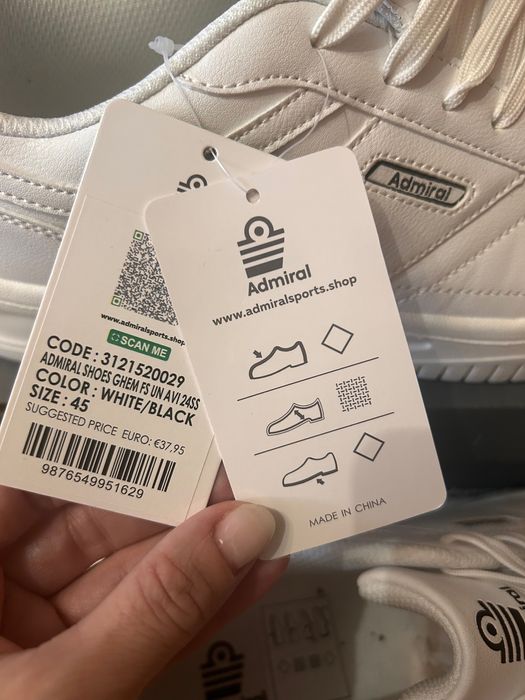 Admiral
Admiral
www.admiralsports.shop
MADE IN CHINA
www.admiralsports.shop
SCAN ME
CODE : 3121520029
ADMIRAL SHOES GHEM FS UN AVI 24SS
COLOR : WHITE/BLACK
SIZE : 45
SUGGESTED PRICE EURO: €37,95
9876549951629